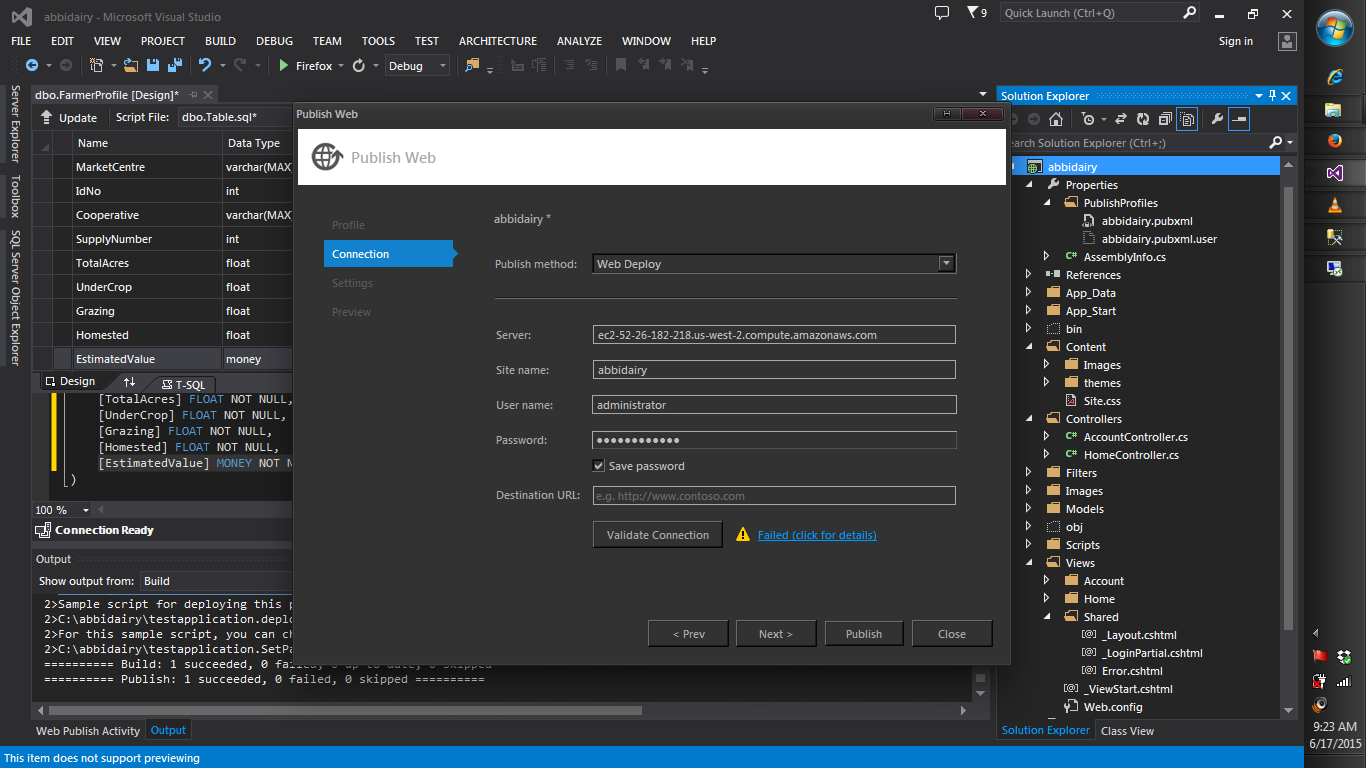 abbidairy - Microsoft Visual Studio
9
Quick Launch (Ctrl+Q)
FILE EDIT VIEW PROJECT BUILD DEBUG TEAM TOOLS TEST ARCHITECTURE ANALYZE WINDOW HELP
Sign in
Firefox
Debug
Server Explorer
Toolbox
SQL Server Object Explorer
dbo.FarmerProfile [Design]*
Update
Script File:
dbo.Table.sql*
Name Data Type
MarketCentre varchar(MAX)
IdNo int
Cooperative varchar(MAX)
SupplyNumber int
TotalAcres float
UnderCrop float
Grazing float
Homested float
EstimatedValue money
Design
T-SQL
[TotalAcres] FLOAT NOT NULL,
[UnderCrop] FLOAT NOT NULL,
[Grazing] FLOAT NOT NULL,
[Homested] FLOAT NOT NULL,
[EstimatedValue] MONEY NOT N
)
100 %
Connection Ready
Output
Show output from: Build
2>Sample script for deploying this p
2>C:\abbidairy\testapplication.deplo
2>For this sample script, you can ch
2>C:\abbidairy\testapplication.SetPa
========== Build: 1 succeeded, 0 failed, 0 up-to-date, 0 skipped
========== Publish: 1 succeeded, 0 failed, 0 skipped ==========
Web Publish Activity
Output
This item does not support previewing
Publish Web
Publish Web
Profile
Connection
Settings
Preview
abbidairy *
Publish method: Web Deploy
Server: ec2-52-26-182-218.us-west-2.compute.amazonaws.com
Site name: abbidairy
User name: administrator
Password: ●●●●●●●●●●●●
Save password
Destination URL: e.g. http://www.contoso.com
Validate Connection
Failed (click for details)
< Prev
Next >
Publish
Close
Solution Explorer
earch Solution Explorer (Ctrl+;)
abbidairy
Properties
PublishProfiles
abbidairy.pubxml
abbidairy.pubxml.user
C# AssemblyInfo.cs
References
App_Data
App_Start
bin
Content
Images
themes
Site.css
Controllers
C# AccountController.cs
C# HomeController.cs
Filters
Images
Models
obj
Scripts
Views
Account
Home
Shared
_Layout.cshtml
_LoginPartial.cshtml
Error.cshtml
_ViewStart.cshtml
Web.config
Solution Explorer
Class View
9:23 AM
6/17/2015